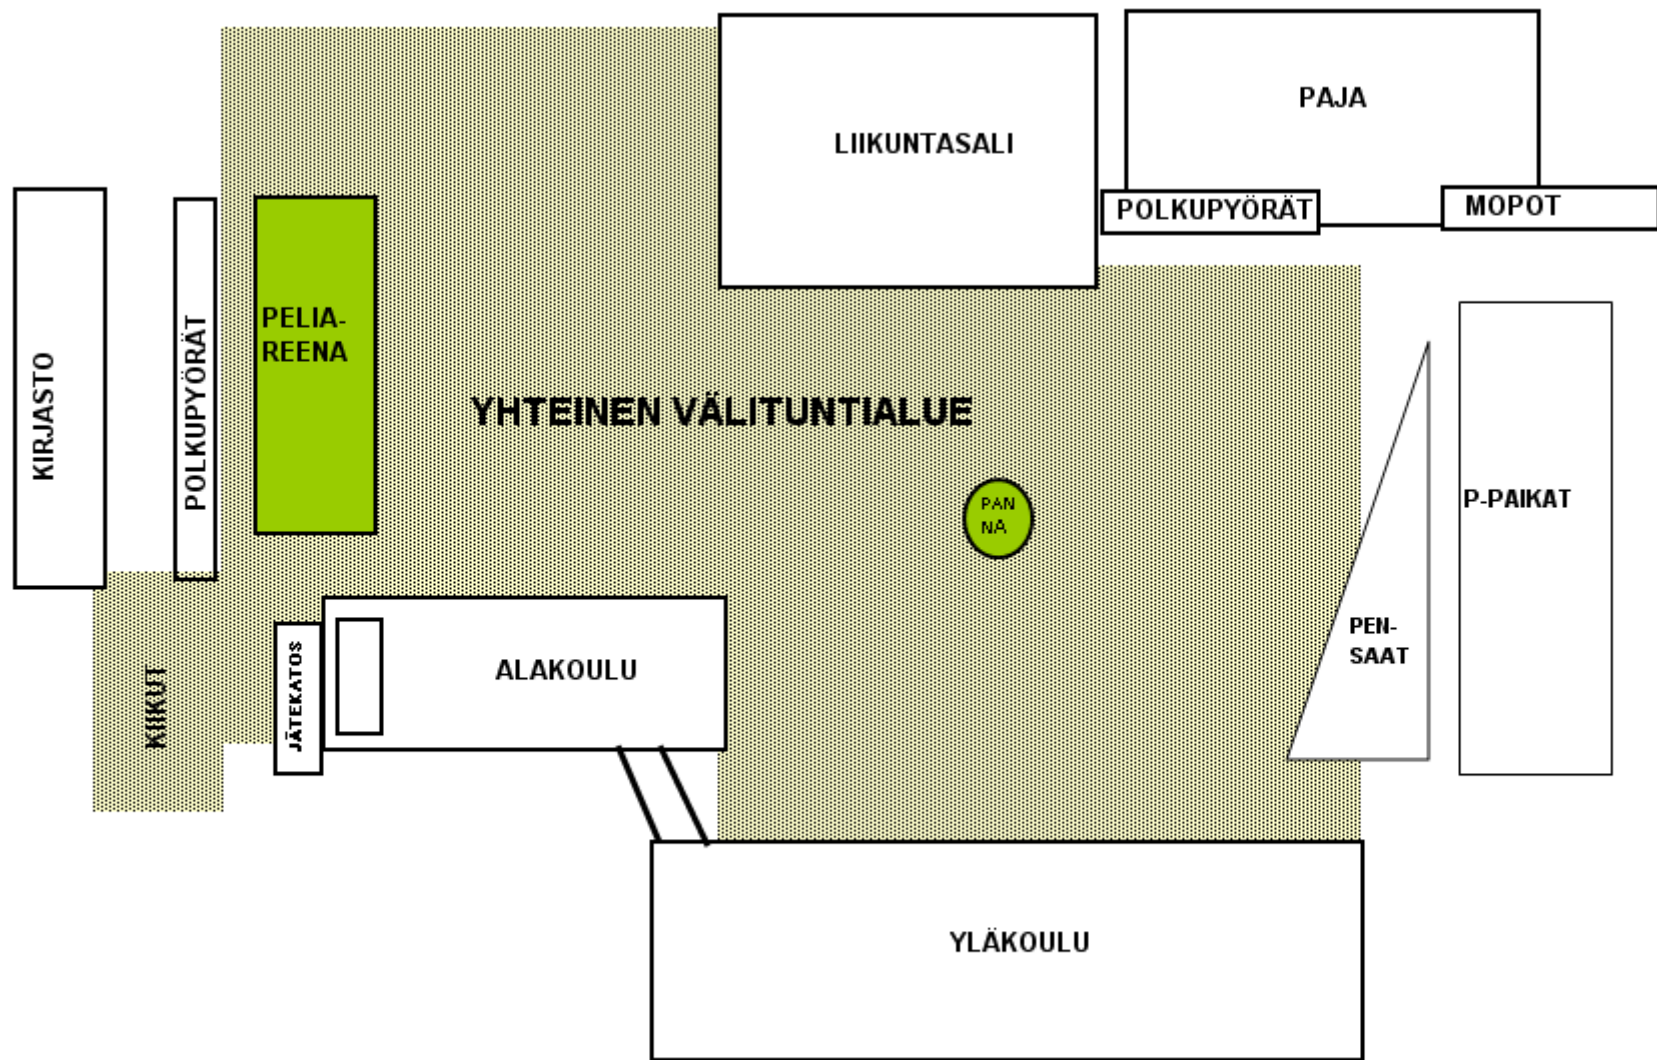 PAJA
LIIKUNTASALI
POLKUPYÖRÄT
MOPOT
KIRJASTO
POLKUPYÖRÄT
PELIA-
REENA
YHTEINEN VÄLITUNTIALUE
PAN
NA
P-PAIKAT
PEN-
SAAT
KIIKUT
JÄTEKATOS
ALAKOULU
YLÄKOULU